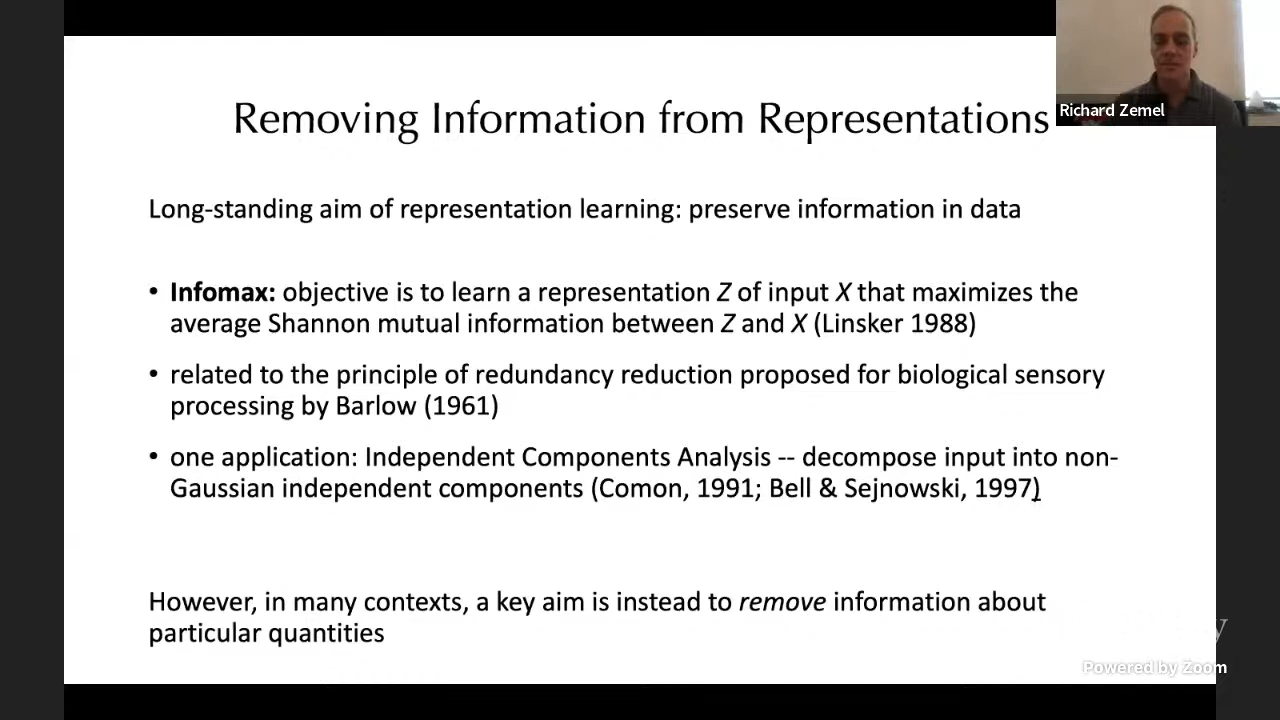 Removing Information from Representations
Richard Zemel
Long-standing aim of representation learning: preserve information in data
• Infomax: objective is to learn a representation Z of input X that maximizes the
average Shannon mutual information between Z and X (Linsker 1988)
• related to the principle of redundancy reduction proposed for biological sensory
processing by Barlow (1961)
• one application: Independent Components Analysis -- decompose input into non-
Gaussian independent components (Comon, 1991; Bell & Sejnowski, 1997)
However, in many contexts, a key aim is instead to remove information about
particular quantities
Powered by Zoom